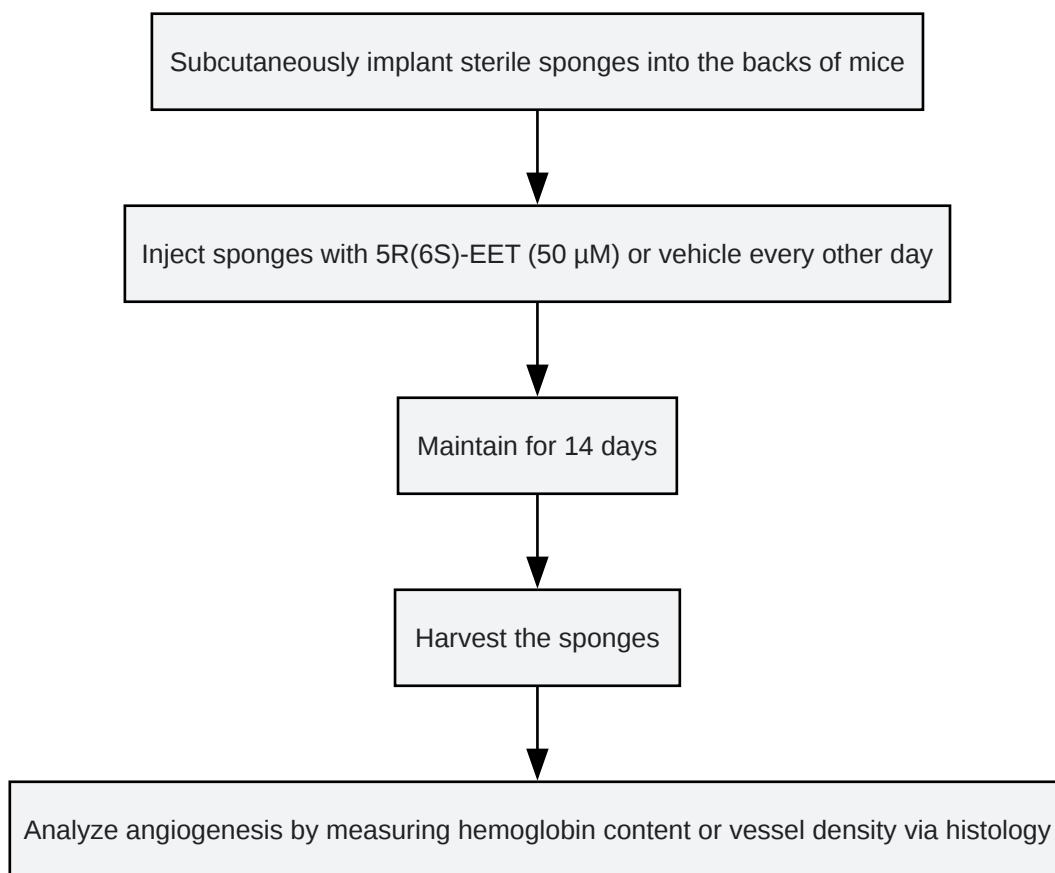 Subcutaneously implant sterile sponges into the backs of mice
Inject sponges with 5R(6S)-EET (50 µM) or vehicle every other day
Maintain for 14 days
Harvest the sponges
Analyze angiogenesis by measuring hemoglobin content or vessel density via histology